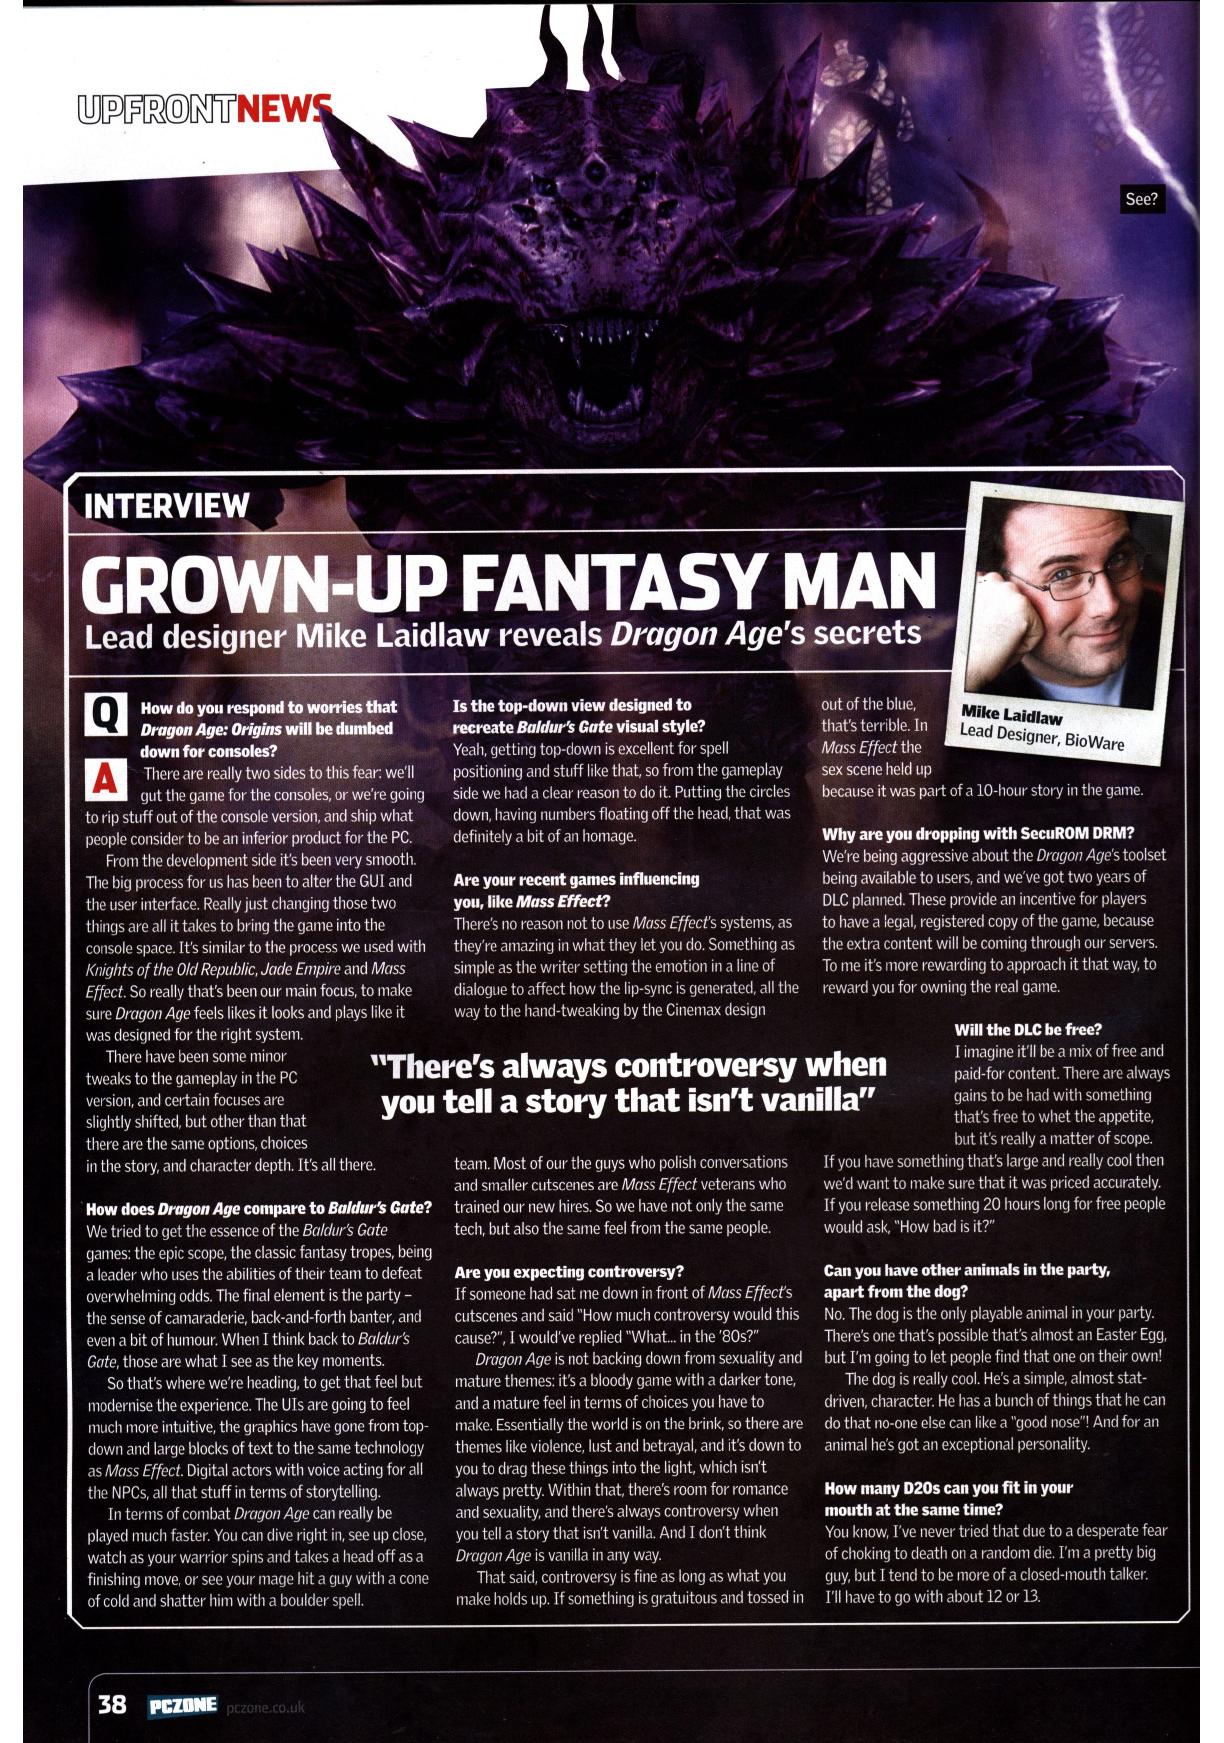 UPFRONTNEWS
See?
INTERVIEW
GROWN-UP FANTASY MAN
Lead designer Mike Laidlaw reveals Dragon Age's secrets
Mike Laidlaw
Lead Designer, BioWare
Q
How do you respond to worries that
Dragon Age: Origins will be dumbed
down for consoles?
A
There are really two sides to this fear: we'll
gut the game for the consoles, or we're going
to rip stuff out of the console version, and ship what
people consider to be an inferior product for the PC.
From the development side it's been very smooth.
The big process for us has been to alter the GUI and
the user interface. Really just changing those two
things are all it takes to bring the game into the
console space. It's similar to the process we used with
Knights of the Old Republic, Jade Empire and Mass
Effect. So really that's been our main focus, to make
sure Dragon Age feels likes it looks and plays like it
was designed for the right system.
There have been some minor
tweaks to the gameplay in the PC
version, and certain focuses are
slightly shifted, but other than that
there are the same options, choices
in the story, and character depth. It's all there.
How does Dragon Age compare to Baldur's Gate?
We tried to get the essence of the Baldur's Gate
games: the epic scope, the classic fantasy tropes, being
a leader who uses the abilities of their team to defeat
overwhelming odds. The final element is the party –
the sense of camaraderie, back-and-forth banter, and
even a bit of humour. When I think back to Baldur's
Gate, those are what I see as the key moments.
So that's where we're heading, to get that feel but
modernise the experience. The UIs are going to feel
much more intuitive, the graphics have gone from top-
down and large blocks of text to the same technology
as Mass Effect. Digital actors with voice acting for all
the NPCs, all that stuff in terms of storytelling.
In terms of combat Dragon Age can really be
played much faster. You can dive right in, see up close,
watch as your warrior spins and takes a head off as a
finishing move, or see your mage hit a guy with a cone
of cold and shatter him with a boulder spell.
Is the top-down view designed to
recreate Baldur's Gate visual style?
Yeah, getting top-down is excellent for spell
positioning and stuff like that, so from the gameplay
side we had a clear reason to do it. Putting the circles
down, having numbers floating off the head, that was
definitely a bit of an homage.
Are your recent games influencing
you, like Mass Effect?
There's no reason not to use Mass Effect's systems, as
they're amazing in what they let you do. Something as
simple as the writer setting the emotion in a line of
dialogue to affect how the lip-sync is generated, all the
way to the hand-tweaking by the Cinemax design
"There's always controversy when
you tell a story that isn't vanilla"
team. Most of our the guys who polish conversations
and smaller cutscenes are Mass Effect veterans who
trained our new hires. So we have not only the same
tech, but also the same feel from the same people.
Are you expecting controversy?
If someone had sat me down in front of Mass Effect's
cutscenes and said "How much controversy would this
cause?", I would've replied "What... in the '80s?"
Dragon Age is not backing down from sexuality and
mature themes: it's a bloody game with a darker tone,
and a mature feel in terms of choices you have to
make. Essentially the world is on the brink, so there are
themes like violence, lust and betrayal, and it's down to
you to drag these things into the light, which isn't
always pretty. Within that, there's room for romance
and sexuality, and there's always controversy when
you tell a story that isn't vanilla. And I don't think
Dragon Age is vanilla in any way.
That said, controversy is fine as long as what you
make holds up. If something is gratuitous and tossed in
out of the blue,
that's terrible. In
Mass Effect the
sex scene held up
because it was part of a 10-hour story in the game.
Why are you dropping with SecuROM DRM?
We're being aggressive about the Dragon Age's toolset
being available to users, and we've got two years of
DLC planned. These provide an incentive for players
to have a legal, registered copy of the game, because
the extra content will be coming through our servers.
To me it's more rewarding to approach it that way, to
reward you for owning the real game.
Will the DLC be free?
I imagine it'll be a mix of free and
paid-for content. There are always
gains to be had with something
that's free to whet the appetite,
but it's really a matter of scope.
If you have something that's large and really cool then
we'd want to make sure that it was priced accurately.
If you release something 20 hours long for free people
would ask, "How bad is it?"
Can you have other animals in the party,
apart from the dog?
No. The dog is the only playable animal in your party.
There's one that's possible that's almost an Easter Egg,
but I'm going to let people find that one on their own!
The dog is really cool. He's a simple, almost stat-
driven, character. He has a bunch of things that he can
do that no-one else can like a "good nose"! And for an
animal he's got an exceptional personality.
How many D20s can you fit in your
mouth at the same time?
You know, I've never tried that due to a desperate fear
of choking to death on a random die. I'm a pretty big
guy, but I tend to be more of a closed-mouth talker.
I'll have to go with about 12 or 13.
38 PCZONE pczone.co.uk